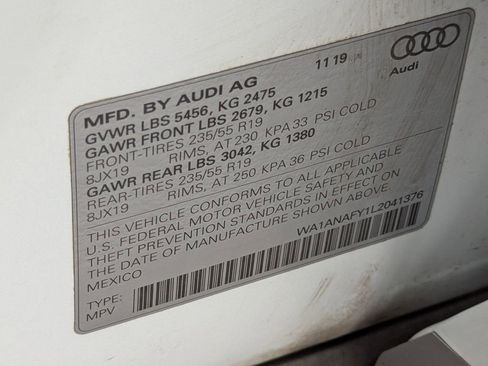 MFD. BY AUDI AG 11 19
Audi
GVWR LBS 5456, KG 2475
GAWR FRONT LBS 2679, KG 1215
FRONT-TIRES 235/55 R19
8JX19 RIMS, AT 230 KPA 33 PSI COLD
GAWR REAR LBS 3042, KG 1380
REAR-TIRES 235/55 R19
8JX19 RIMS, AT 250 KPA 36 PSI COLD
THIS VEHICLE CONFORMS TO ALL APPLICABLE
U.S. FEDERAL MOTOR VEHICLE SAFETY AND
THEFT PREVENTION STANDARDS IN EFFECT ON
THE DATE OF MANUFACTURE SHOWN ABOVE.
MEXICO
WA1ANAFY1L2041376
TYPE:
MPV